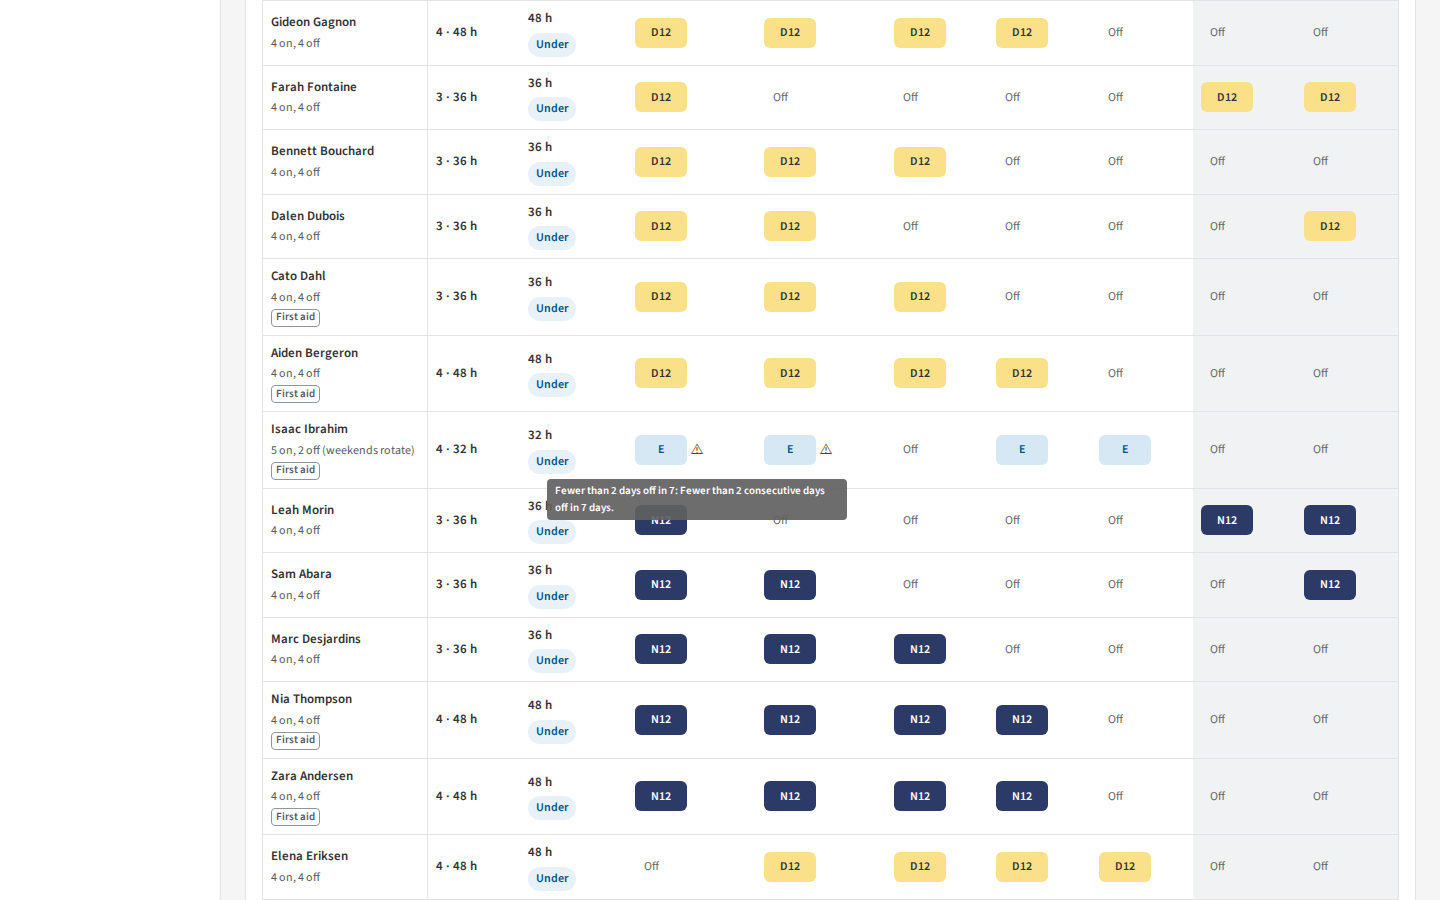 Gideon Gagnon
4 on, 4 off
4 · 48 h
48 h
Under
D12 D12 D12 D12 Off Off Off
Farah Fontaine
4 on, 4 off
3 · 36 h
36 h
Under
D12 Off Off Off Off D12 D12
Bennett Bouchard
4 on, 4 off
3 · 36 h
36 h
Under
D12 D12 D12 Off Off Off Off
Dalen Dubois
4 on, 4 off
3 · 36 h
36 h
Under
D12 D12 Off Off Off Off D12
Cato Dahl
4 on, 4 off
First aid
3 · 36 h
36 h
Under
D12 D12 D12 Off Off Off Off
Aiden Bergeron
4 on, 4 off
First aid
4 · 48 h
48 h
Under
D12 D12 D12 D12 Off Off Off
Isaac Ibrahim
5 on, 2 off (weekends rotate)
First aid
4 · 32 h
32 h
Under
E E Off E E Off Off
Fewer than 2 days off in 7: Fewer than 2 consecutive days
off in 7 days.
Leah Morin
4 on, 4 off
3 · 36 h
36 h
Under
N12 Off Off Off Off N12 N12
Sam Abara
4 on, 4 off
3 · 36 h
36 h
Under
N12 N12 Off Off Off Off N12
Marc Desjardins
4 on, 4 off
3 · 36 h
36 h
Under
N12 N12 N12 Off Off Off Off
Nia Thompson
4 on, 4 off
First aid
4 · 48 h
48 h
Under
N12 N12 N12 N12 Off Off Off
Zara Andersen
4 on, 4 off
First aid
4 · 48 h
48 h
Under
N12 N12 N12 N12 Off Off Off
Elena Eriksen
4 on, 4 off
4 · 48 h
48 h
Under
Off D12 D12 D12 D12 Off Off